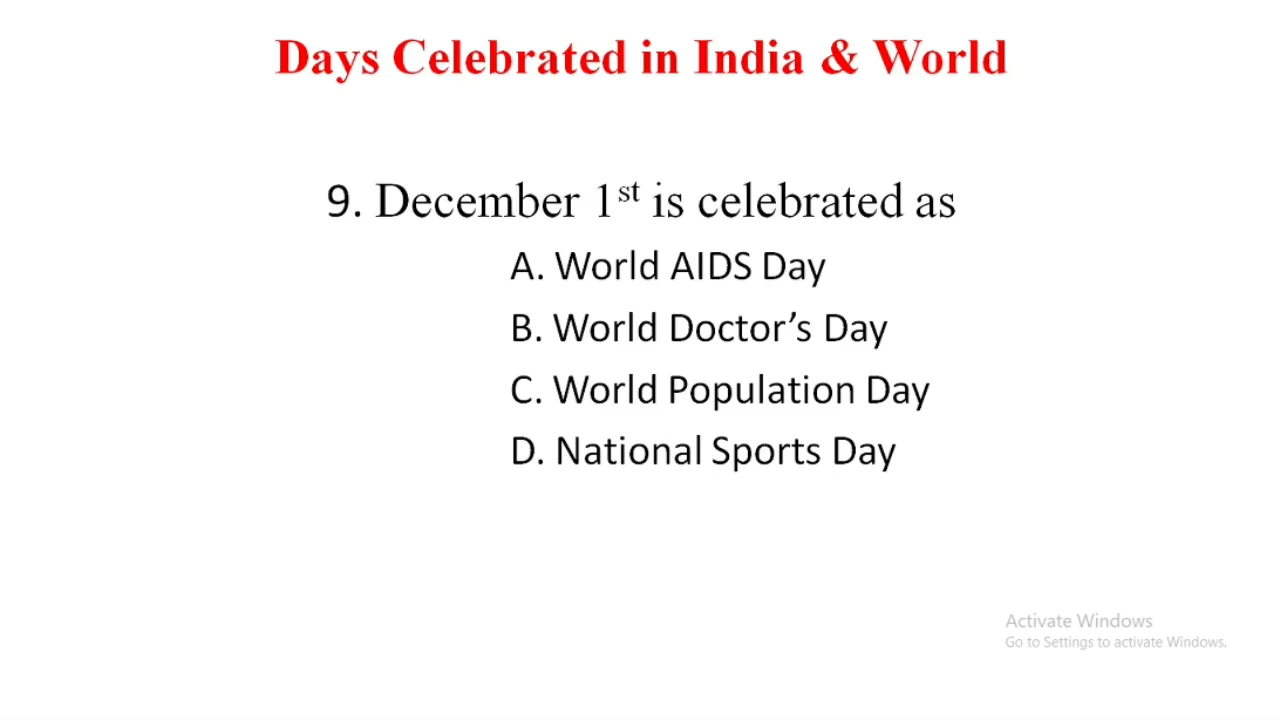 Days Celebrated in India & World
9. December 1st is celebrated as
A. World AIDS Day
B. World Doctor’s Day
C. World Population Day
D. National Sports Day
Activate Windows
Go to Settings to activate Windows.